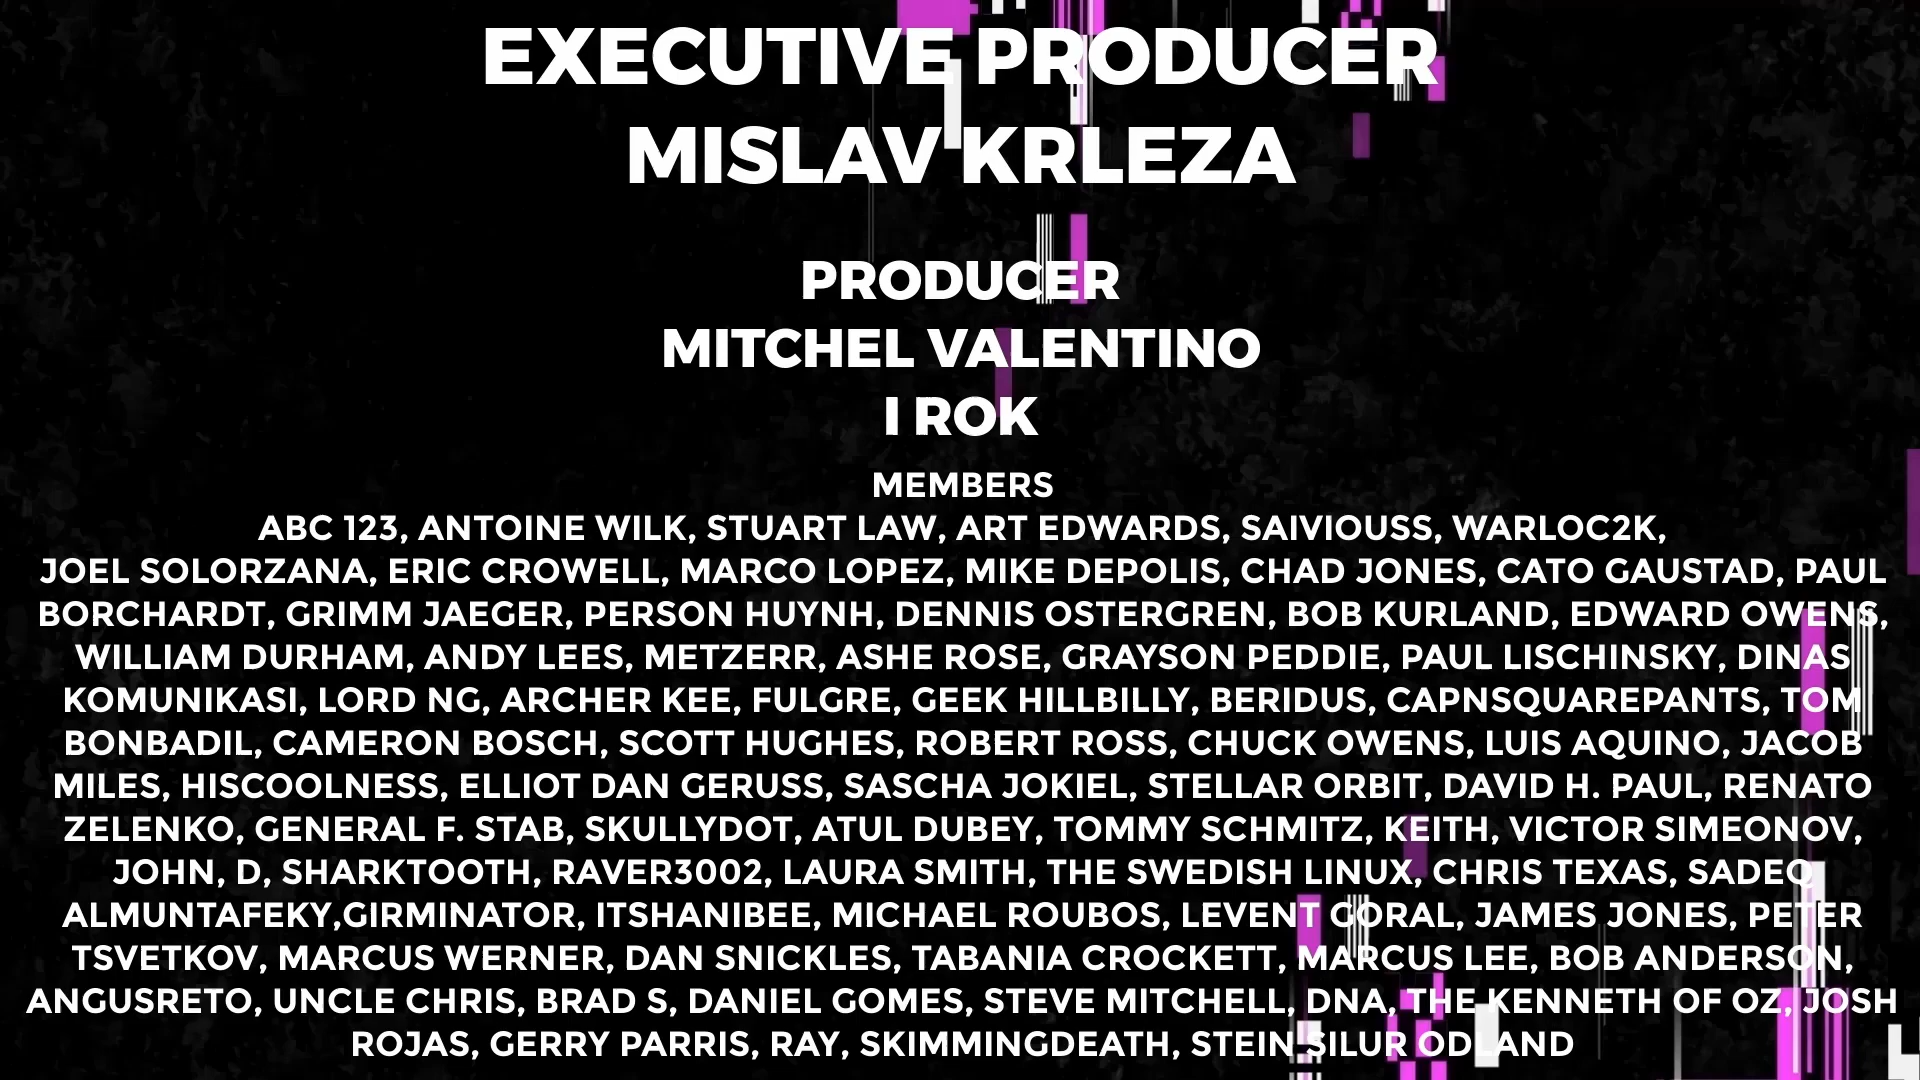 EXECUTIVE PRODUCER
MISLAV KRLEZA
PRODUCER
MITCHEL VALENTINO
I ROK
MEMBERS
ABC 123, ANTOINE WILK, STUART LAW, ART EDWARDS, SAIVIOUSS, WARLOC2K,
JOEL SOLORZANA, ERIC CROWELL, MARCO LOPEZ, MIKE DEPOLIS, CHAD JONES, CATO GAUSTAD, PAUL
BORCHARDT, GRIMM JAEGER, PERSON HUYNH, DENNIS OSTERGREN, BOB KURLAND, EDWARD OWENS,
WILLIAM DURHAM, ANDY LEES, METZERR, ASHE ROSE, GRAYSON PEDDIE, PAUL LISCHINSKY, DINAS
KOMUNIKASI, LORD NG, ARCHER KEE, FULGRE, GEEK HILLBILLY, BERIDUS, CAPNSQUAREPANTS, TOM
BONBADIL, CAMERON BOSCH, SCOTT HUGHES, ROBERT ROSS, CHUCK OWENS, LUIS AQUINO, JACOB
MILES, HISCOOLNESS, ELLIOT DAN GERUSS, SASCHA JOKIEL, STELLAR ORBIT, DAVID H. PAUL, RENATO
ZELENKO, GENERAL F. STAB, SKULLYDOT, ATUL DUBEY, TOMMY SCHMITZ, KEITH, VICTOR SIMEONOV,
JOHN, D, SHARKTOOTH, RAVER3002, LAURA SMITH, THE SWEDISH LINUX, CHRIS TEXAS, SADEQ
ALMUNTAFEKY,GIRMINATOR, ITSHANIBEE, MICHAEL ROUBOS, LEVENT GORAL, JAMES JONES, PETER
TSVETKOV, MARCUS WERNER, DAN SNICKLES, TABANIA CROCKETT, MARCUS LEE, BOB ANDERSON,
ANGUSRETO, UNCLE CHRIS, BRAD S, DANIEL GOMES, STEVE MITCHELL, DNA, THE KENNETH OF OZ, JOSH
ROJAS, GERRY PARRIS, RAY, SKIMMINGDEATH, STEIN SILUR ODLAND